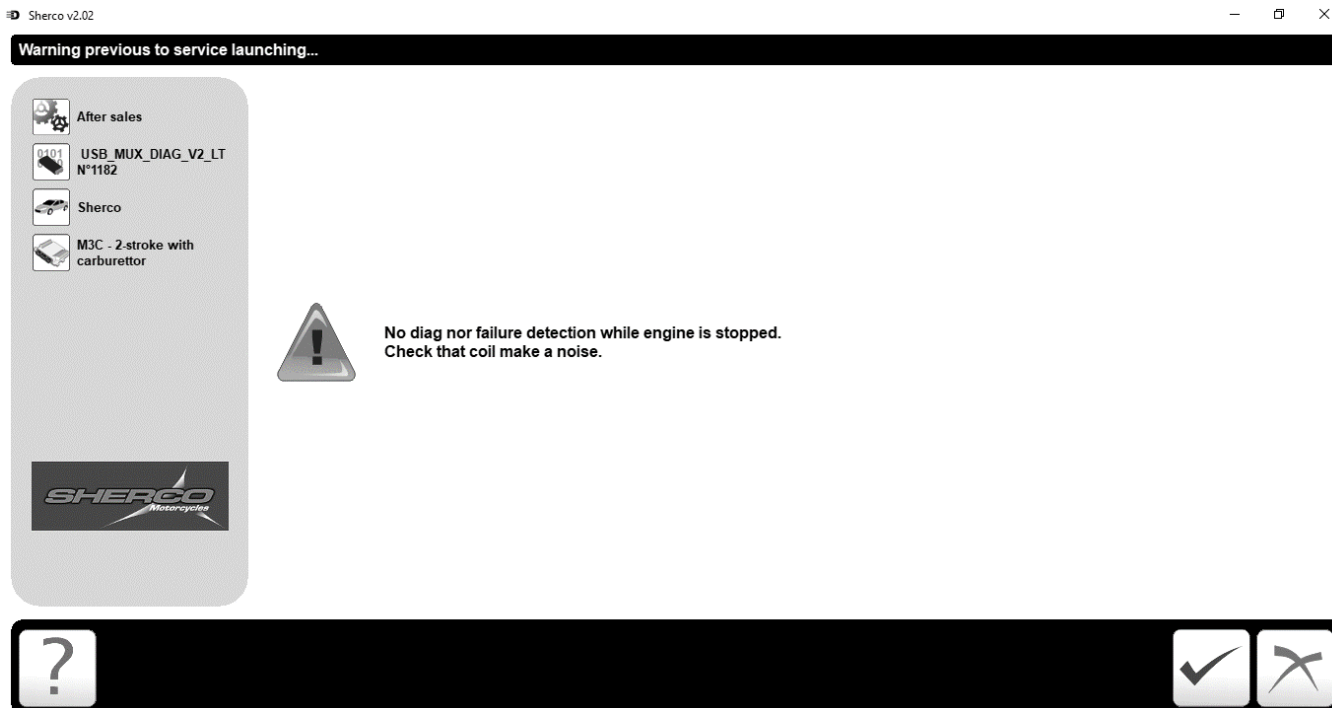 Sherco v2.02
Warning previous to service launching...
After sales
0101
USB_MUX_DIAG_V2_LT
N°1182
Sherco
M3C - 2-stroke with
carburettor
No diag nor failure detection while engine is stopped.
Check that coil make a noise.
SHERCO
Motorcycles
?